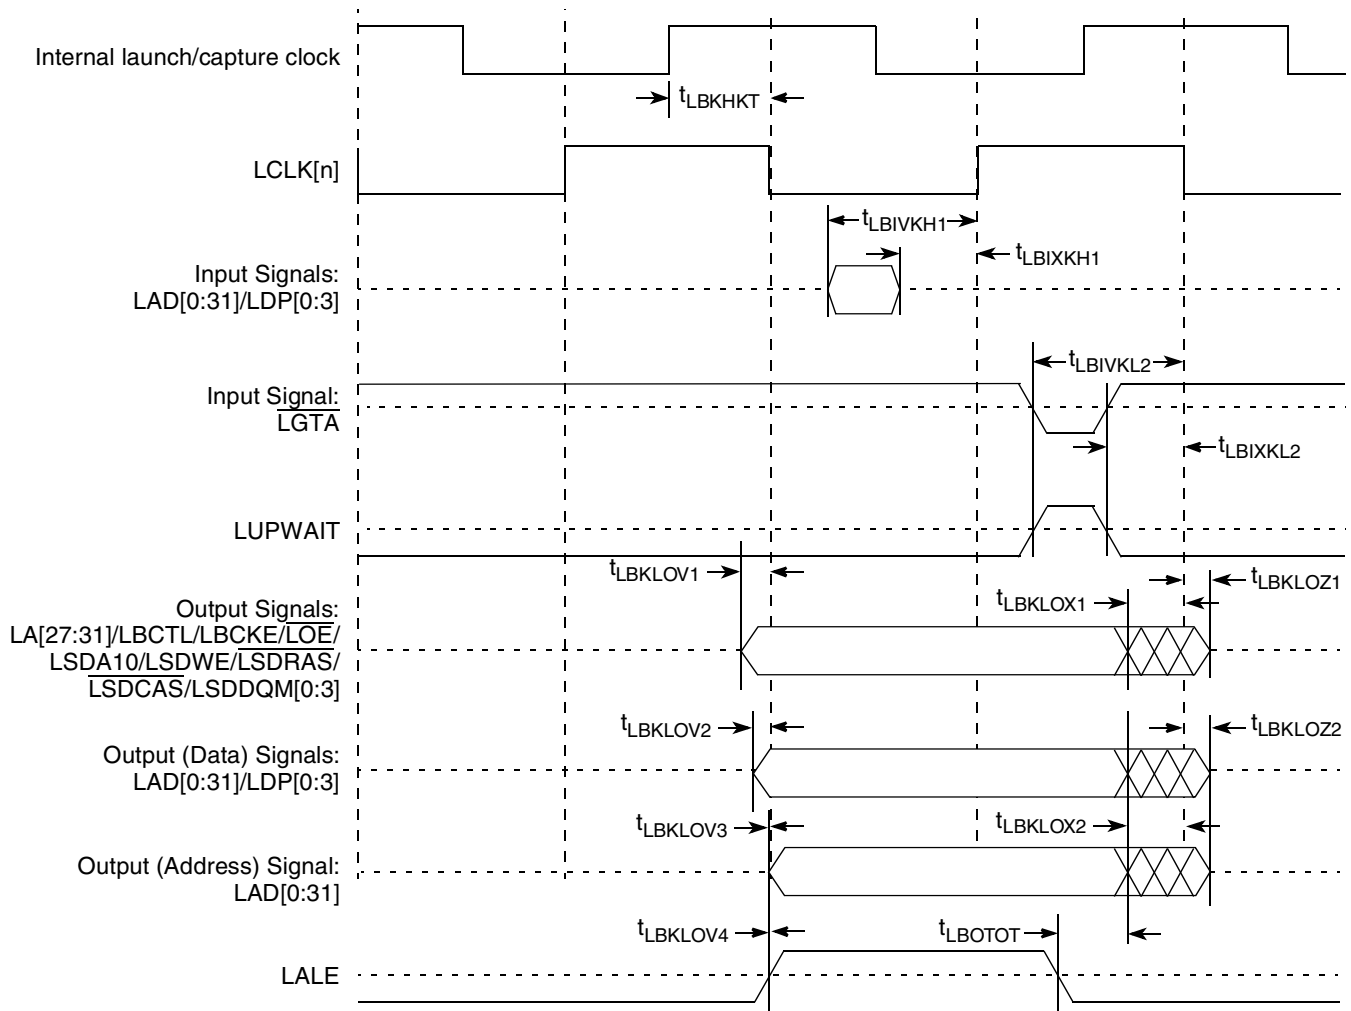 Internal launch/capture clock
tLBKHKT
LCLK[n]
tLBIVKH1
tLBIXKH1
Input Signals:
LAD[0:31]/LDP[0:3]
tLBIVKL2
Input Signal:
LGTA
tLBIXKL2
LUPWAIT
tLBKLOV1
tLBKLOZ1
tLBKLOX1
Output Signals:
LA[27:31]/LBCTL/LBCKE/LOE/
LSDA10/LSDWE/LSDRAS/
LSDCAS/LSDDQM[0:3]
tLBKLOV2
tLBKLOZ2
Output (Data) Signals:
LAD[0:31]/LDP[0:3]
tLBKLOV3
tLBKLOX2
Output (Address) Signal:
LAD[0:31]
tLBKLOV4
tLBOTOT
LALE